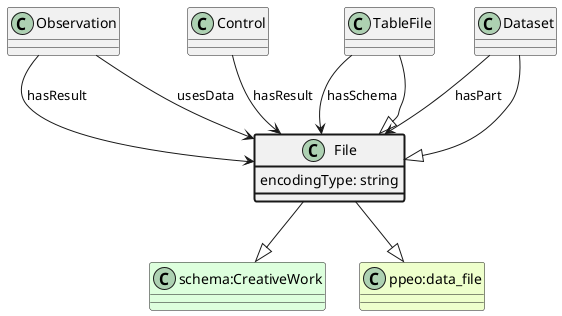 C Observation
C Control
C TableFile
C Dataset
hasResult
usesData
hasResult
hasSchema
hasPart
C File
encodingType: string
C schema:CreativeWork
C ppeo:data_file